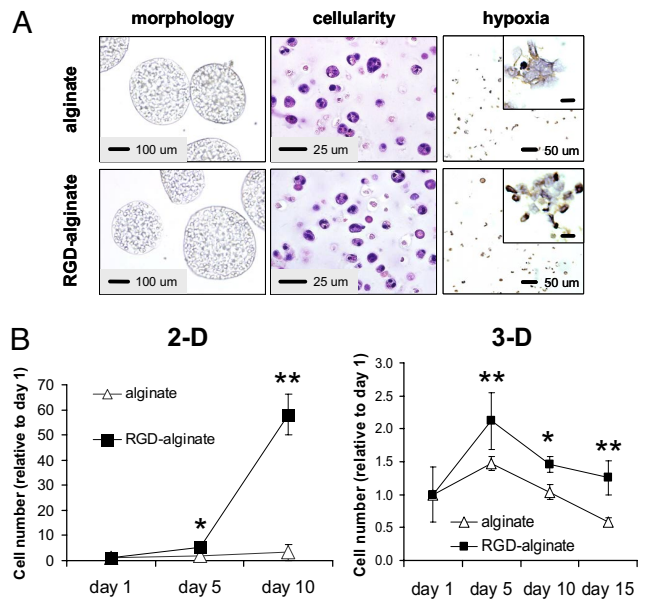 A
morphology
cellularity
hypoxia
alginate
100 um
25 um
50 um
RGD-alginate
100 um
25 um
50 um
B
2-D
3-D
Cell number (relative to day 1)
70
60
50
40
30
20
10
0
alginate
RGD-alginate
*
**
day 1
day 5
day 10
Cell number (relative to day 1)
3.0
2.5
2.0
1.5
1.0
0.5
0.0
**
*
**
alginate
RGD-alginate
day 1
day 5
day 10
day 15